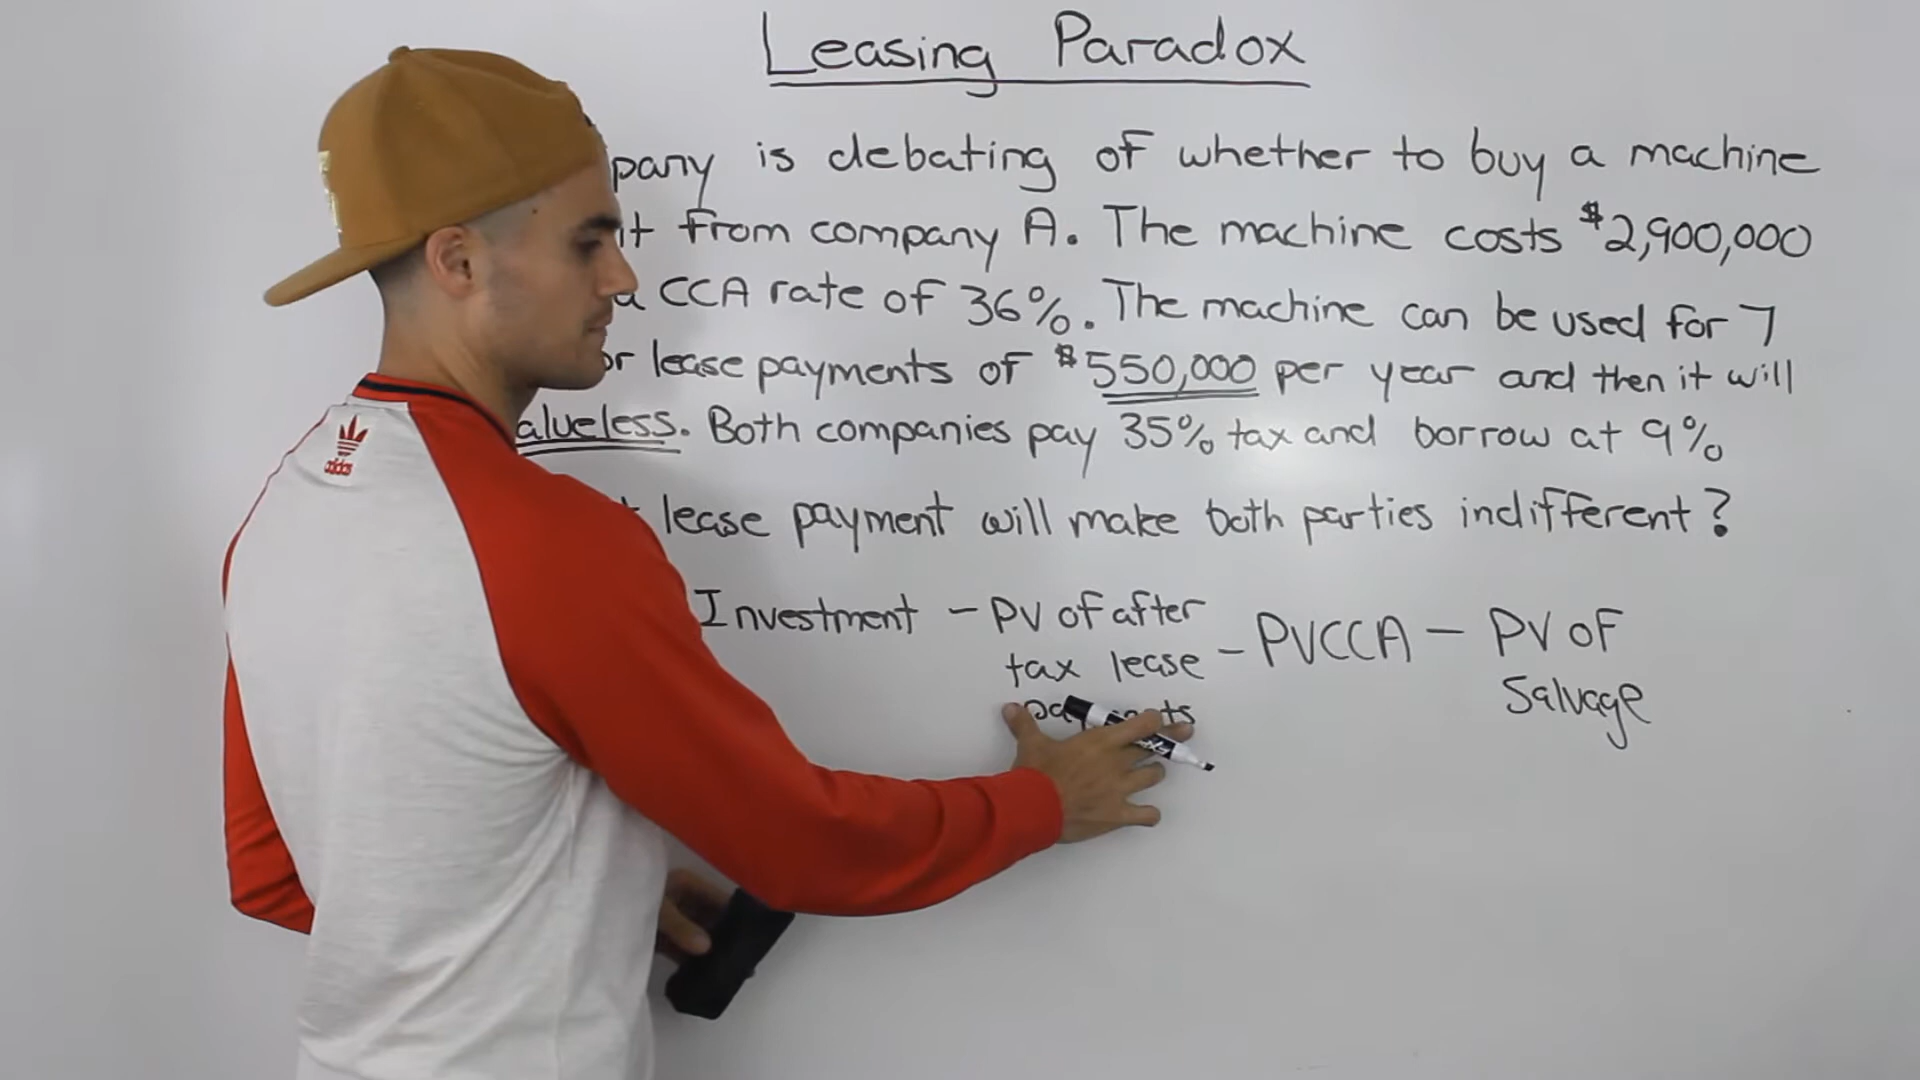 Leasing Paradox
pany is debating of whether to buy a machine
it from company A. The machine costs $2,900,000
a CCA rate of 36%. The machine can be used for 7
or lease payments of $550,000 per year and then it will
alueless. Both companies pay 35% tax and borrow at 9%
lease payment will make both parties indifferent?
Investment - PV of after
tax lease
- PVCCA - PV of
Salvage
adidas